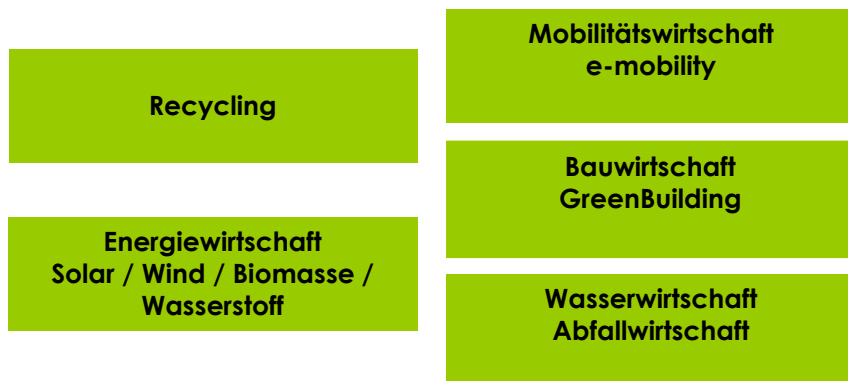 Recycling
Energiewirtschaft
Solar / Wind / Biomasse /
Wasserstoff
Mobilitätswirtschaft
e-mobility
Bauwirtschaft
GreenBuilding
Wasserwirtschaft
Abfallwirtschaft